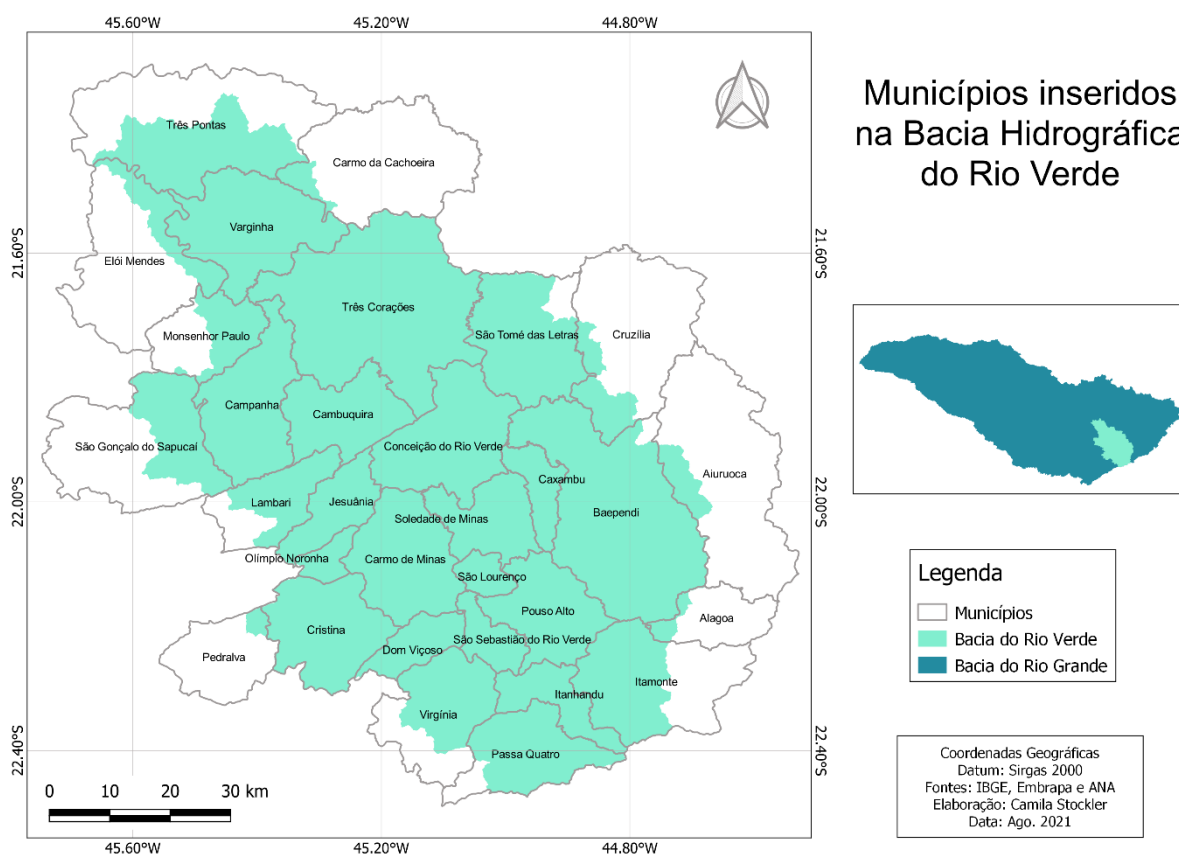 45.60°W 45.20°W 44.80°W
Municípios inseridos
na Bacia Hidrográfica
do Rio Verde
Três Pontas
Carmo da Cachoeira
Varginha
21.60°S
21.60°S
Elói Mendes
Três Corações
Monsenhor Paulo
São Tomé das Letras
Cruzília
Campanha
Cambuquira
São Gonçalo do Sapucaí
Conceição do Rio Verde
Aiuruoca
Caxambu
22.00°S
22.00°S
Lambari
Jesuânia
Baependi
Soledade de Minas
Olímpio Noronha
Carmo de Minas
São Lourenço
Pouso Alto
Alagoa
Cristina
São Sebastião do Rio Verde
Pedralva
Dom Viçoso
Itamonte
Itanhandu
Virgínia
Passa Quatro
22.40°S
22.40°S
0 10 20 30 km
45.60°W 45.20°W 44.80°W
Legenda
Municípios
Bacia do Rio Verde
Bacia do Rio Grande
Coordenadas Geográficas
Datum: Sirgas 2000
Fontes: IBGE, Embrapa e ANA
Elaboração: Camila Stockler
Data: Ago. 2021